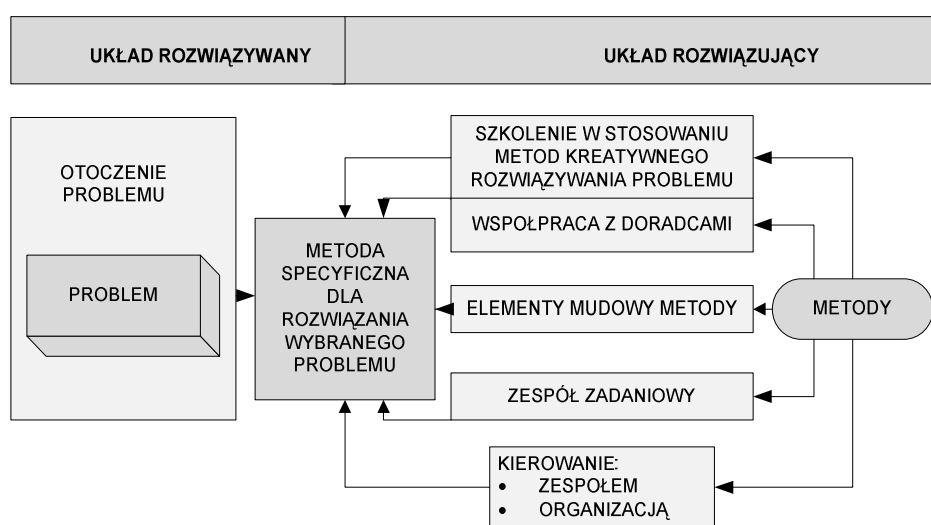 UKŁAD ROZWIĄZYWANY
UKŁAD ROZWIĄZUJĄCY
OTOCZENIE
PROBLEMU
PROBLEM
METODA
SPECYFICZNA
DLA
ROZWIĄZANIA
WYBRANEGO
PROBLEMU
SZKOLENIE W STOSOWANIU
METOD KREATYWNEGO
ROZWIĄZYWANIA PROBLEMU
WSPÓŁPRACA Z DORADCAMI
ELEMENTY MUDOWY METODY
ZESPÓŁ ZADANIOWY
KIEROWANIE:
• ZESPOŁEM
• ORGANIZACJĄ
METODY